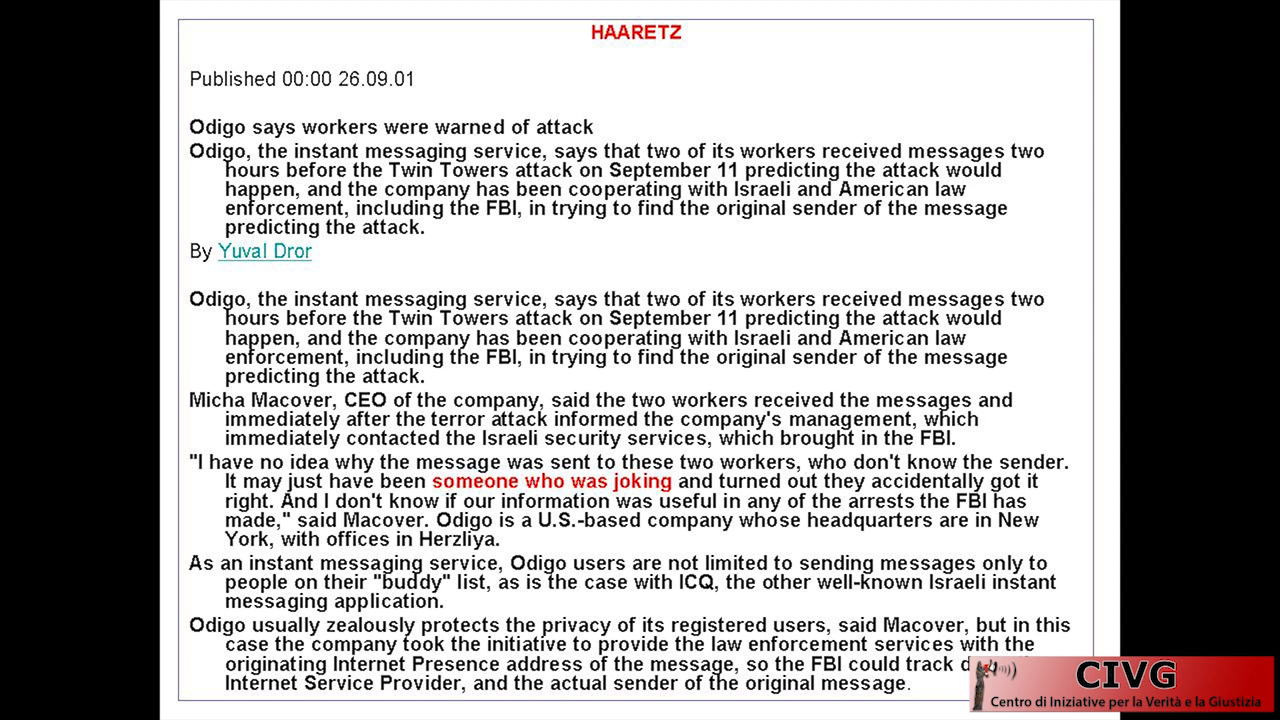 HAARETZ
Published 00:00 26.09.01
Odigo says workers were warned of attack
Odigo, the instant messaging service, says that two of its workers received messages two
hours before the Twin Towers attack on September 11 predicting the attack would
happen, and the company has been cooperating with Israeli and American law
enforcement, including the FBI, in trying to find the original sender of the message
predicting the attack.
By Yuval Dror
Odigo, the instant messaging service, says that two of its workers received messages two
hours before the Twin Towers attack on September 11 predicting the attack would
happen, and the company has been cooperating with Israeli and American law
enforcement, including the FBI, in trying to find the original sender of the message
predicting the attack.
Micha Macover, CEO of the company, said the two workers received the messages and
immediately after the terror attack informed the company's management, which
immediately contacted the Israeli security services, which brought in the FBI.
"I have no idea why the message was sent to these two workers, who don't know the sender.
It may just have been someone who was joking and turned out they accidentally got it
right. And I don't know if our information was useful in any of the arrests the FBI has
made," said Macover. Odigo is a U.S.-based company whose headquarters are in New
York, with offices in Herzliya.
As an instant messaging service, Odigo users are not limited to sending messages only to
people on their "buddy" list, as is the case with ICQ, the other well-known Israeli instant
messaging application.
Odigo usually zealously protects the privacy of its registered users, said Macover, but in this
case the company took the initiative to provide the law enforcement services with the
originating Internet Presence address of the message, so the FBI could track
Internet Service Provider, and the actual sender of the original message.
CIVG
Centro di Iniziative per la Verità e la Giustizia